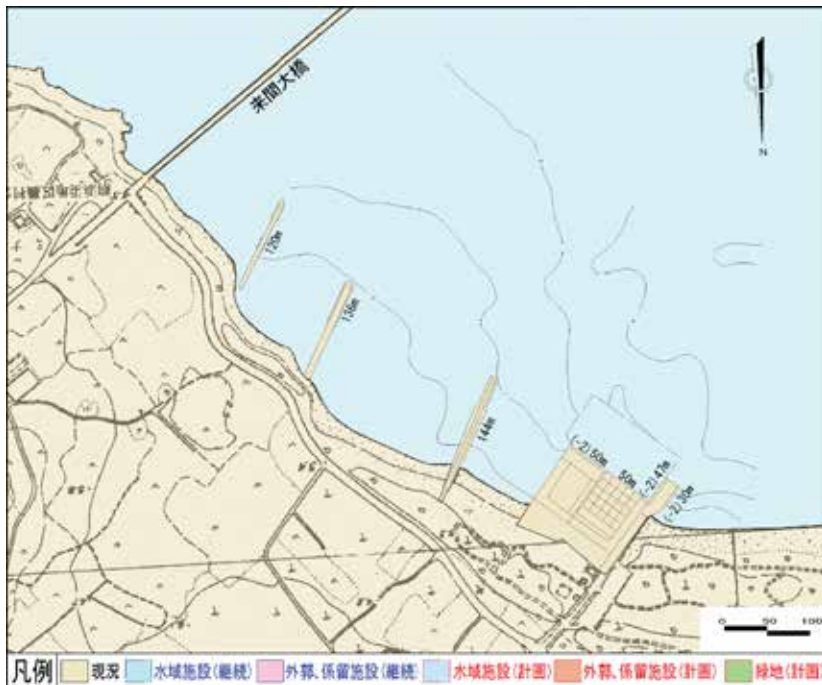 来間大橋
N
120m
136m
144m
(-2)50m
50m
(-2)47m
(-2)30m
0 50 100
凡例 現況 水域施設(継続) 外郭、係留施設(継続) 水域施設(計画) 外郭、係留施設(計画) 緑地(計画)